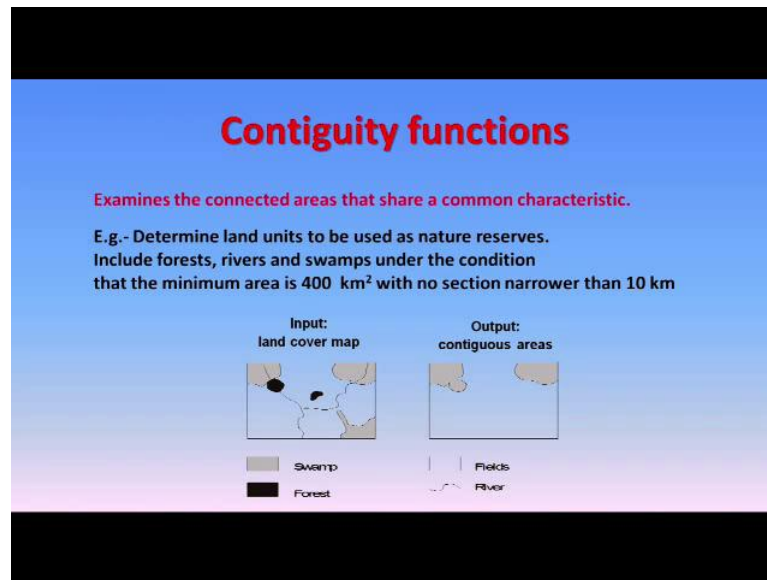 Contiguity functions
Examines the connected areas that share a common characteristic.
E.g.- Determine land units to be used as nature reserves.
Include forests, rivers and swamps under the condition
that the minimum area is 400 km² with no section narrower than 10 km
Input:
land cover map
Output:
contiguous areas
Swamp
Fields
Forest
River